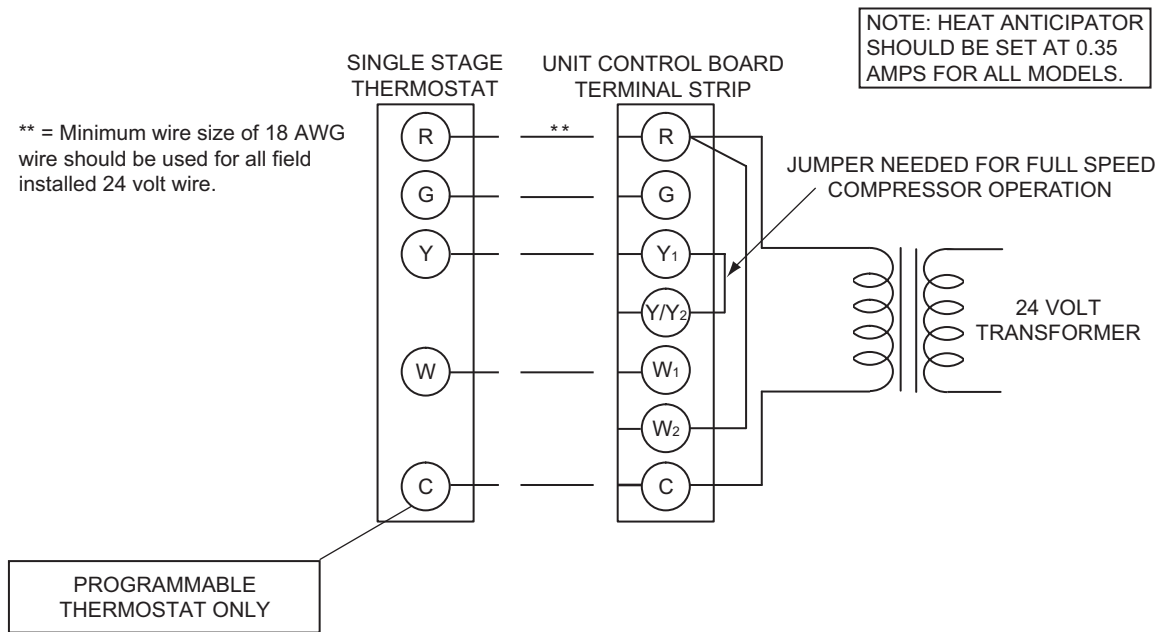 NOTE: HEAT ANTICIPATOR
SHOULD BE SET AT 0.35
AMPS FOR ALL MODELS.
SINGLE STAGE
THERMOSTAT
UNIT CONTROL BOARD
TERMINAL STRIP
** = Minimum wire size of 18 AWG
wire should be used for all field
installed 24 volt wire.
R
**
R
JUMPER NEEDED FOR FULL SPEED
COMPRESSOR OPERATION
G
G
Y
Y1
Y/Y2
24 VOLT
TRANSFORMER
W
W1
W2
C
C
PROGRAMMABLE
THERMOSTAT ONLY